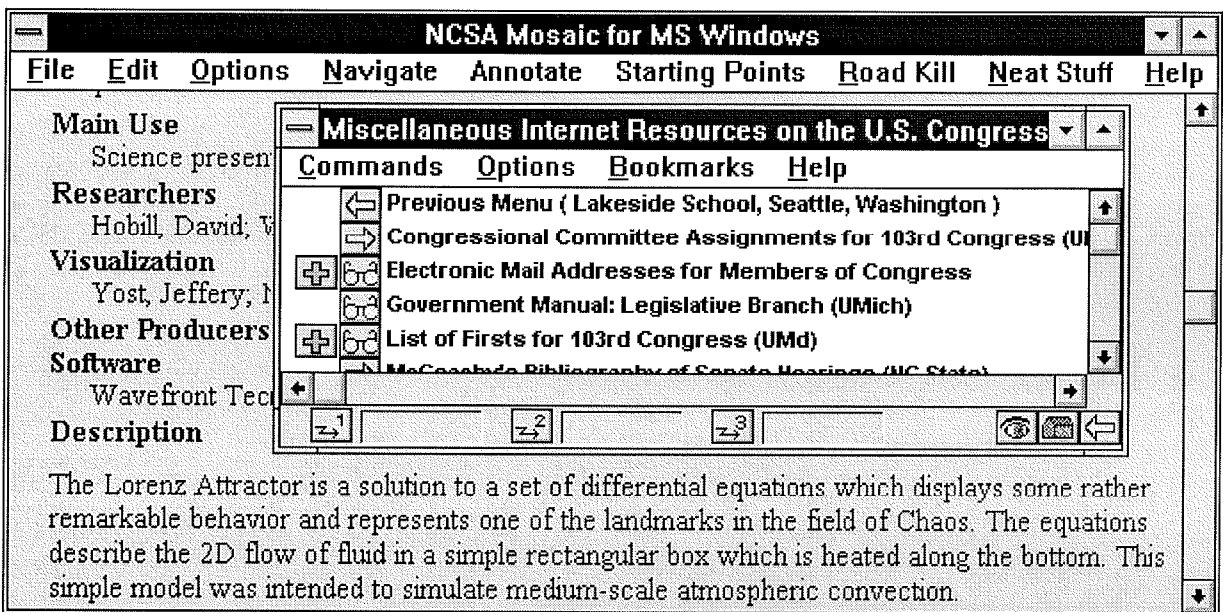 NCSA Mosaic for MS Windows
File Edit Options Navigate Annotate Starting Points Road Kill Neat Stuff Help
Main Use
Science presen
Researchers
Hobill, David;
Visualization
Yost, Jeffery;
Other Producers
Software
Wavefront Tec
Description
Miscellaneous Internet Resources on the U.S. Congress
Commands Options Bookmarks Help
Previous Menu ( Lakeside School, Seattle, Washington )
Congressional Committee Assignments for 103rd Congress (UI
Electronic Mail Addresses for Members of Congress
Government Manual: Legislative Branch (UMich)
List of Firsts for 103rd Congress (UMd)
Bibliography of Senate Hearings (NC State)
z→1 z→2 z→3
The Lorenz Attractor is a solution to a set of differential equations which displays some rather
remarkable behavior and represents one of the landmarks in the field of Chaos. The equations
describe the 2D flow of fluid in a simple rectangular box which is heated along the bottom. This
simple model was intended to simulate medium-scale atmospheric convection.